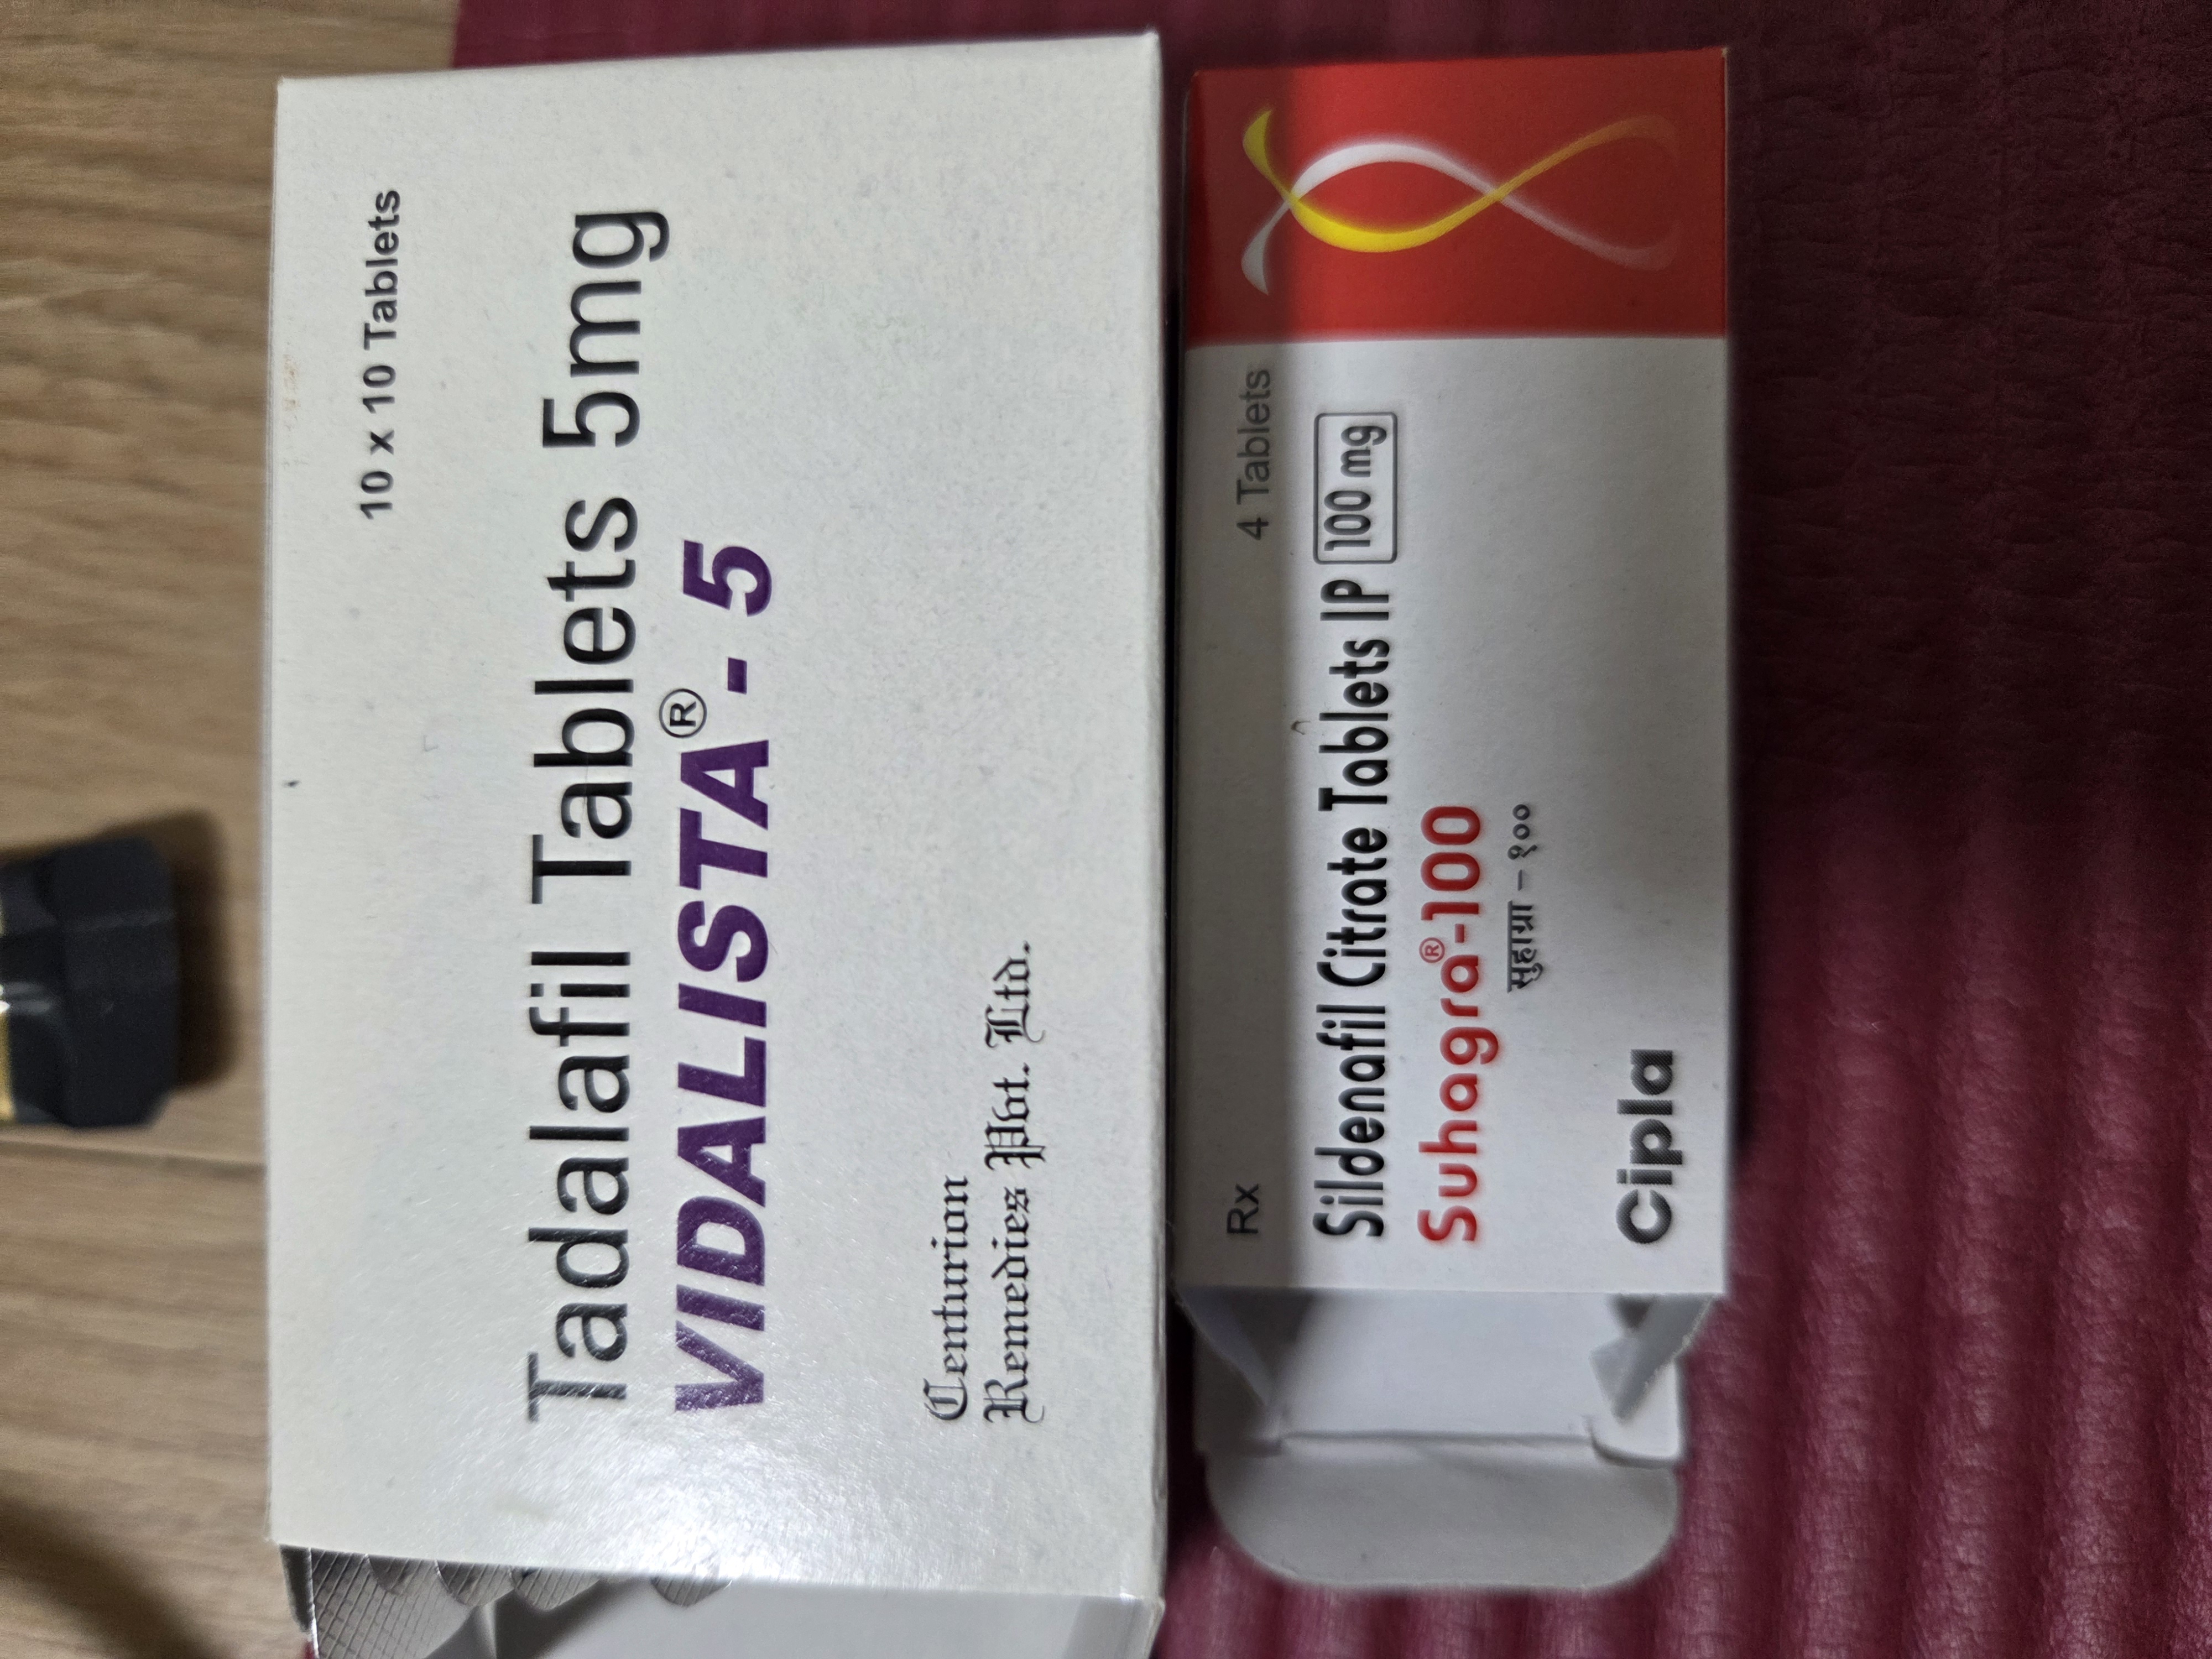 10 x 10 Tablets
Tadalafil Tablets 5mg
VIDALISTA® - 5
Centurion
Remedies Pvt. Ltd.
Rx 4 Tablets
Sildenafil Citrate Tablets IP 100 mg
Suhagra®-100
सुहाग्रा – १००
Cipla